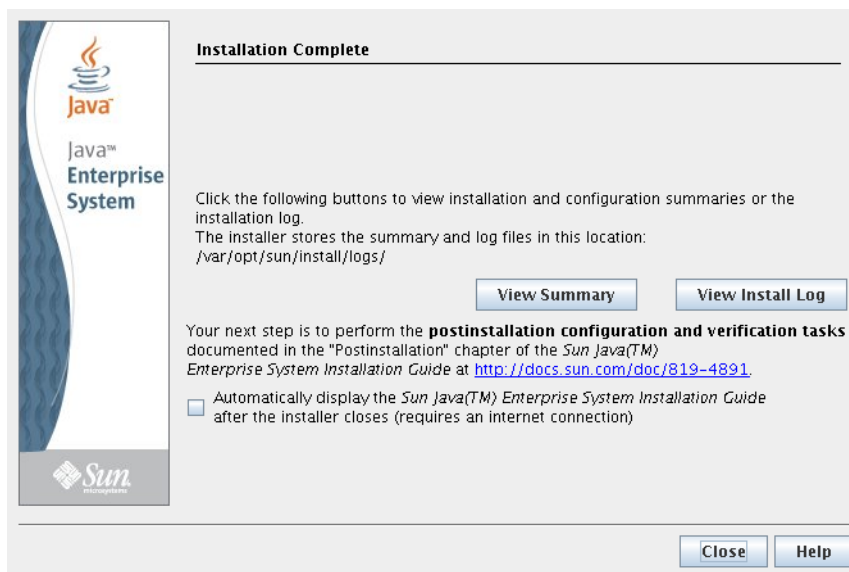 Installation Complete
Java™
Java™
Enterprise
System
Click the following buttons to view installation and configuration summaries or the
installation log.
The installer stores the summary and log files in this location:
/var/opt/sun/install/logs/
View Summary
View Install Log
Your next step is to perform the postinstallation configuration and verification tasks
documented in the "Postinstallation" chapter of the Sun Java(TM)
Enterprise System Installation Guide at http://docs.sun.com/doc/819-4891.
Automatically display the Sun Java(TM) Enterprise System Installation Guide
after the installer closes (requires an internet connection)
Sun
microsystems
Close
Help